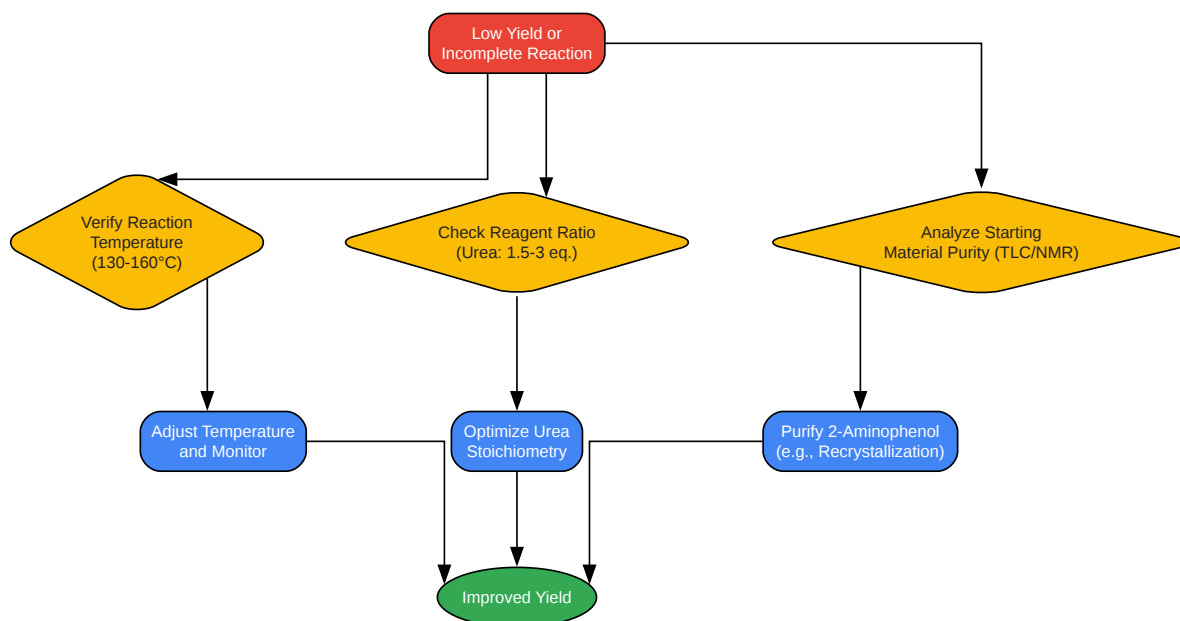 Low Yield or
Incomplete Reaction
Verify Reaction
Temperature
(130-160°C)
Check Reagent Ratio
(Urea: 1.5-3 eq.)
Analyze Starting
Material Purity (TLC/NMR)
Adjust Temperature
and Monitor
Optimize Urea
Stoichiometry
Purify 2-Aminophenol
(e.g., Recrystallization)
Improved Yield